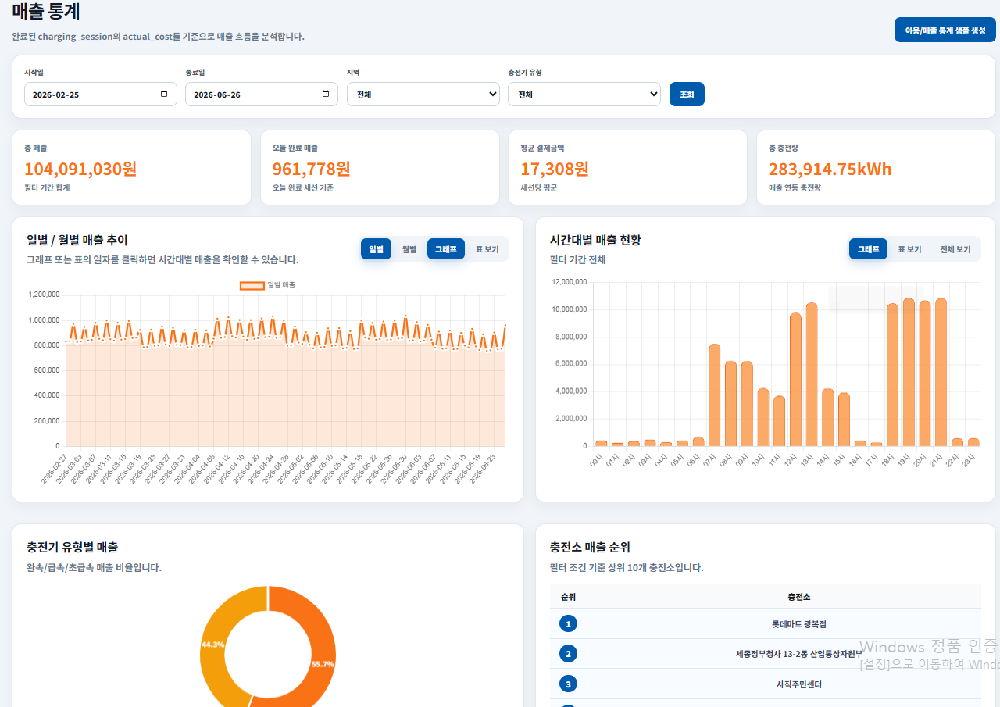 매출 통계
완료된 charging_session의 actual_cost를 기준으로 매출 흐름을 분석합니다.
이용/매출 통계 샘플 생성
시작일
종료일
지역
충전기 유형
2026-02-25
2026-06-26
전체
전체
조회
총 매출
104,091,030원
필터 기간 합계
오늘 완료 매출
961,778원
오늘 완료 세션 기준
평균 결제금액
17,308원
세션당 평균
총 충전량
283,914.75kWh
매출 연동 충전량
일별 / 월별 매출 추이
그래프 또는 표의 일자를 클릭하면 시간대별 매출을 확인할 수 있습니다.
일별 월별 그래프 표 보기
일별 매출
1,200,000
1,000,000
800,000
600,000
400,000
200,000
0
2026-02-27 2026-03-03 2026-03-07 2026-03-11 2026-03-15 2026-03-19 2026-03-23 2026-03-27 2026-03-31 2026-04-04 2026-04-08 2026-04-12 2026-04-16 2026-04-20 2026-04-24 2026-04-28 2026-05-02 2026-05-06 2026-05-10 2026-05-14 2026-05-18 2026-05-22 2026-05-26 2026-05-30 2026-06-03 2026-06-07 2026-06-11 2026-06-15 2026-06-19 2026-06-23
시간대별 매출 현황
필터 기간 전체
그래프 표 보기 전체 보기
12,000,000
10,000,000
8,000,000
6,000,000
4,000,000
2,000,000
0
00시 01시 02시 03시 04시 05시 06시 07시 08시 09시 10시 11시 12시 13시 14시 15시 16시 17시 18시 19시 20시 21시 22시 23시
충전기 유형별 매출
완속/급속/초급속 매출 비율입니다.
44.3%
55.7%
충전소 매출 순위
필터 조건 기준 상위 10개 충전소입니다.
순위 충전소
1 롯데마트 광복점
2 세종정부청사 13-2동 산업통상자원부
3 사직주민센터
Windows 정품 인증
[설정]으로 이동하여 Windo